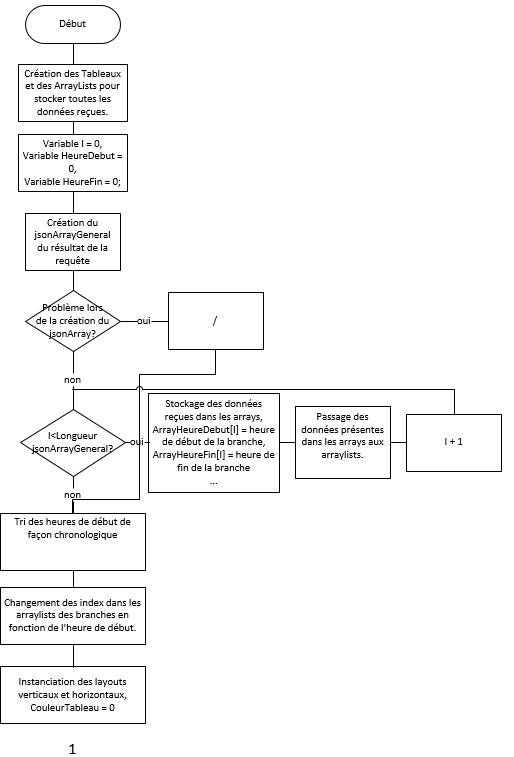 Début
Création des Tableaux
et des ArrayLists pour
stocker toutes les
données reçues.
Variable I = 0,
Variable HeureDebut =
0,
Variable HeureFin = 0;
Création du
jsonArrayGeneral
du résultat de la
requête
Problème lors
de la création du
jsonArray?
oui
/
non
I<Longueur
jsonArrayGeneral?
oui
Stockage des données
reçues dans les arrays,
ArrayHeureDebut[I] = heure
de début de la branche,
ArrayHeureFin[I] = heure de
fin de la branche
...
Passage des
données présentes
dans les arrays aux
arraylists.
I + 1
non
Tri des heures de début de
façon chronologique
Changement des index dans les
arraylists des branches en
fonction de l'heure de début.
Instanciation des layouts
verticaux et horizontaux,
CouleurTableau = 0
1